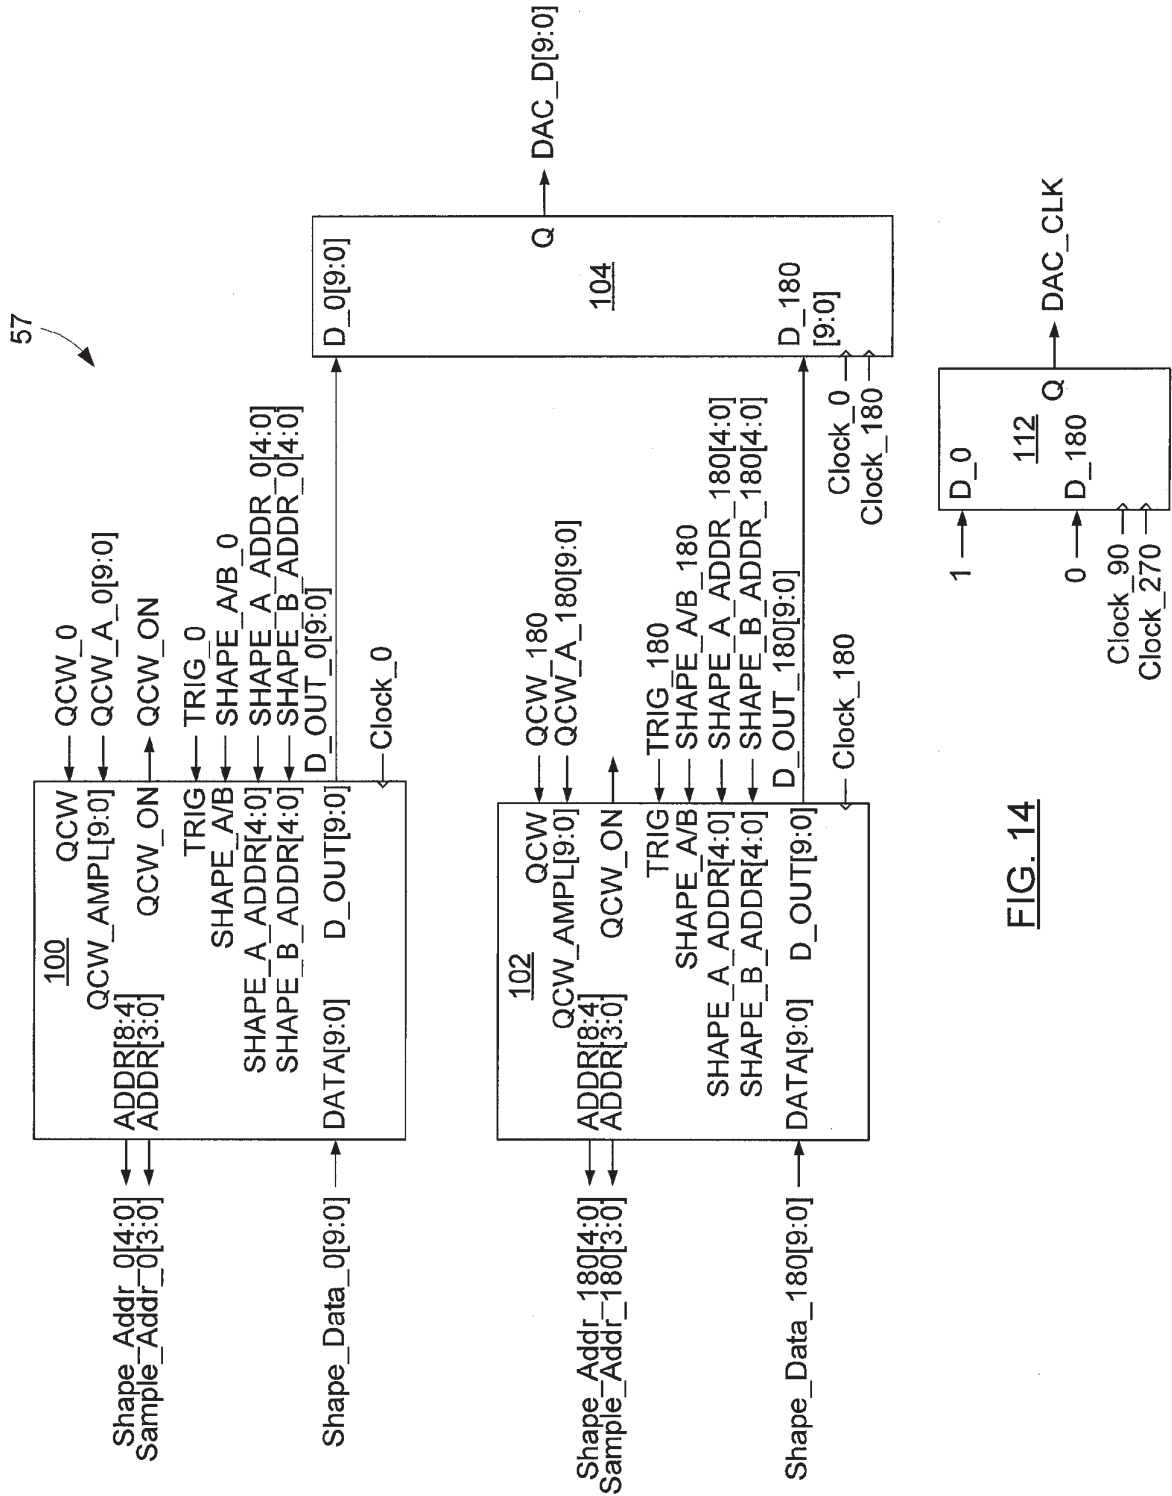 57
100
QCW
QCW_AMPL[9:0]
ADDR[8:4]
ADDR[3:0]
QCW_ON
TRIG
SHAPE_A/B
SHAPE_A_ADDR[4:0]
SHAPE_B_ADDR[4:0]
DATA[9:0]
D_OUT[9:0]
Shape_Addr_0[4:0]
Sample_Addr_0[3:0]
Shape_Data_0[9:0]
QCW_0
QCW_A_0[9:0]
QCW_ON
TRIG_0
SHAPE_A/B_0
SHAPE_A_ADDR_0[4:0]
SHAPE_B_ADDR_0[4:0]
D_OUT_0[9:0]
Clock_0
102
QCW
QCW_AMPL[9:0]
ADDR[8:4]
ADDR[3:0]
QCW_ON
TRIG
SHAPE_A/B
SHAPE_A_ADDR[4:0]
SHAPE_B_ADDR[4:0]
DATA[9:0]
D_OUT[9:0]
Shape_Addr_180[4:0]
Sample_Addr_180[3:0]
Shape_Data_180[9:0]
QCW_180
QCW_A_180[9:0]
TRIG_180
SHAPE_A/B_180
SHAPE_A_ADDR_180[4:0]
SHAPE_B_ADDR_180[4:0]
D_OUT_180[9:0]
Clock_180
D_0[9:0]
Q
104
D_180
[9:0]
Clock_0
Clock_180
DAC_D[9:0]
1
D_0
112
Q
0
D_180
Clock_90
Clock_270
DAC_CLK
FIG. 14